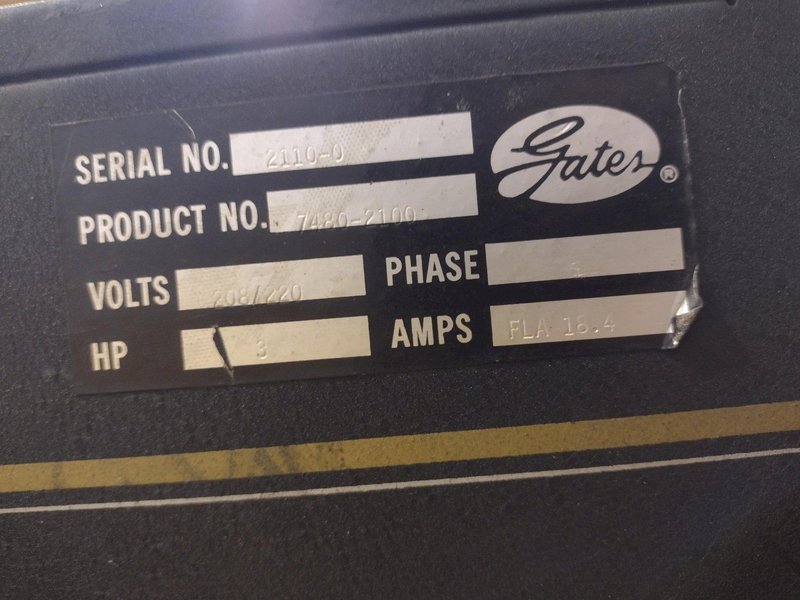 SERIAL NO. 2110-0
Gates®
PRODUCT NO. 7480-2100
VOLTS 208/220
PHASE
HP 3
AMPS FLA 18.4